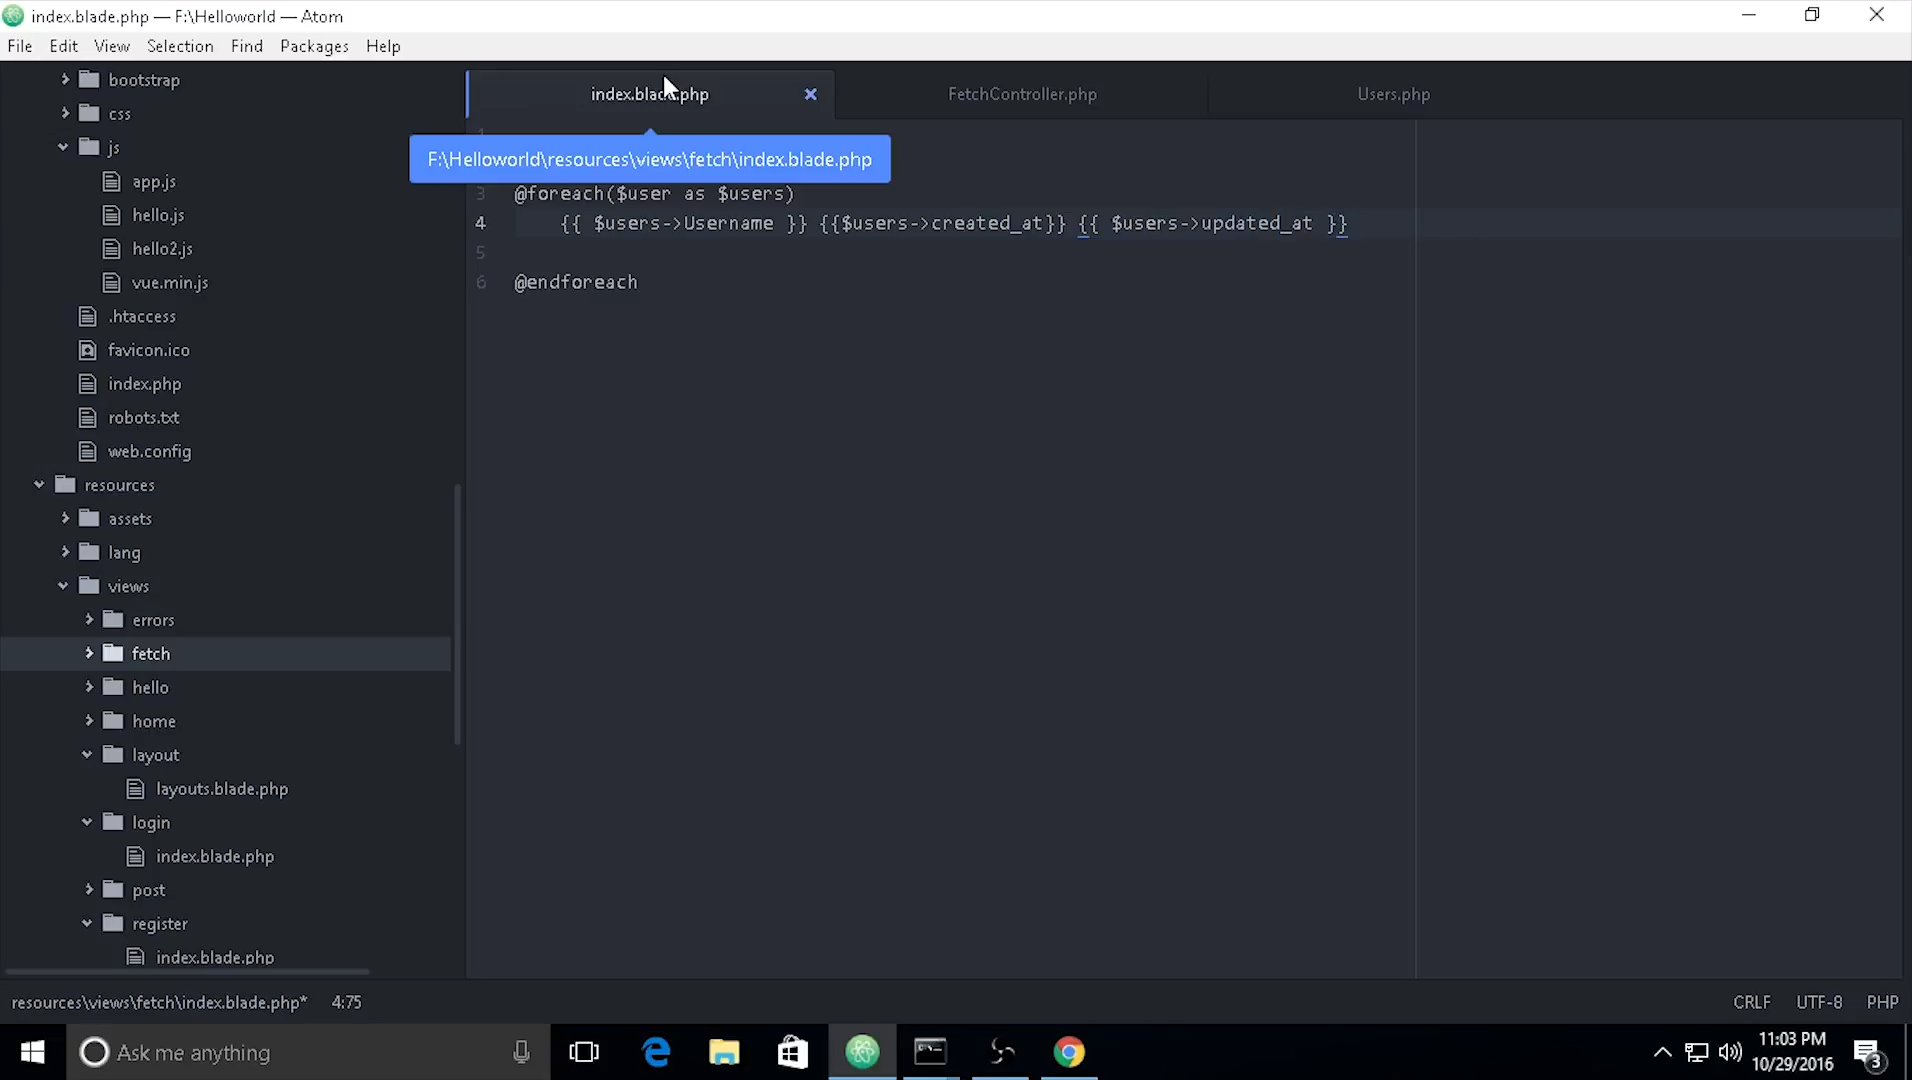 index.blade.php — F:\Helloworld — Atom
File Edit View Selection Find Packages Help
bootstrap
css
js
app.js
hello.js
hello2.js
vue.min.js
.htaccess
favicon.ico
index.php
robots.txt
web.config
resources
assets
lang
views
errors
fetch
hello
home
layout
layouts.blade.php
login
index.blade.php
post
register
index.blade.php
index.blade.php FetchController.php Users.php
F:\Helloworld\resources\views\fetch\index.blade.php
1
3 @foreach($user as $users)
4 {{ $users->Username }} {{$users->created_at}} {{ $users->updated_at }}
5
6 @endforeach
resources\views\fetch\index.blade.php* 4:75 CRLF UTF-8 PHP
Ask me anything
11:03 PM
10/29/2016
3